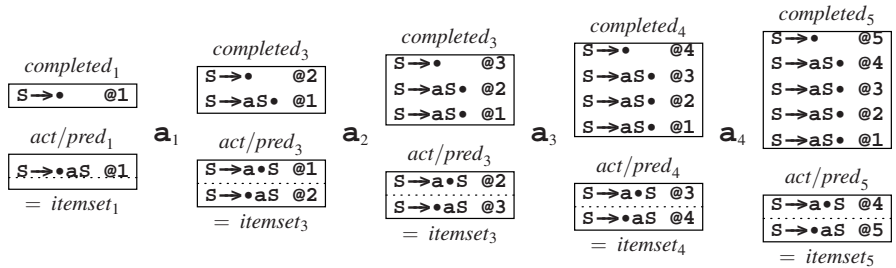 completed1
S→• @1
act/pred1
S→•aS @1
= itemset1
a1
completed3
S→• @2
S→aS• @1
act/pred3
S→a•S @1
S→•aS @2
= itemset3
a2
completed3
S→• @3
S→aS• @2
S→aS• @1
act/pred3
S→a•S @2
S→•aS @3
= itemset3
a3
completed4
S→• @4
S→aS• @3
S→aS• @2
S→aS• @1
act/pred4
S→a•S @3
S→•aS @4
= itemset4
a4
completed5
S→• @5
S→aS• @4
S→aS• @3
S→aS• @2
S→aS• @1
act/pred5
S→a•S @4
S→•aS @5
= itemset5